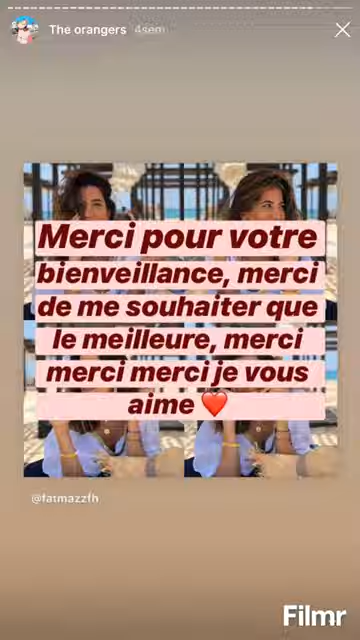 The orangers 4sem
Merci pour votre
bienveillance, merci
de me souhaiter que
le meilleure, merci
merci merci je vous
aime ❤️
@fatmazzfh
Filmr